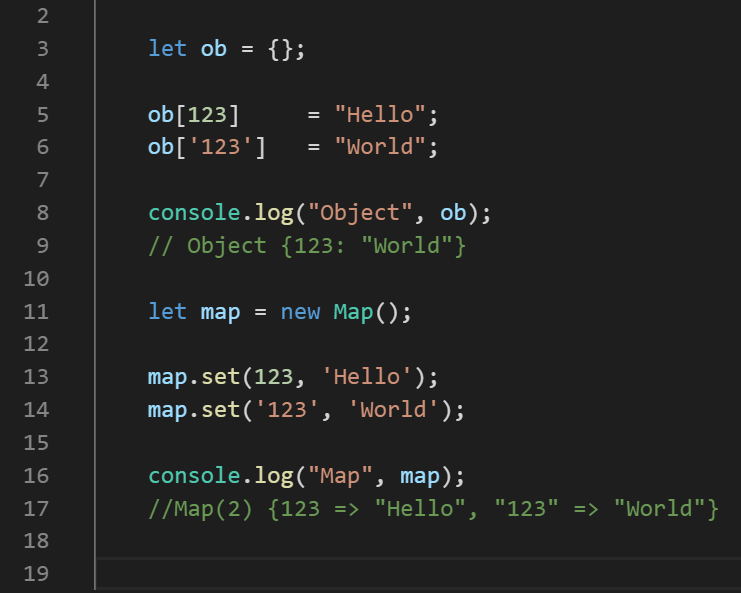 2
3 let ob = {};
4
5 ob[123]     = "Hello";
6 ob['123']   = "World";
7
8 console.log("Object", ob);
9 // Object {123: "World"}
10
11 let map = new Map();
12
13 map.set(123, 'Hello');
14 map.set('123', 'World');
15
16 console.log("Map", map);
17 //Map(2) {123 => "Hello", "123" => "World"}
18
19